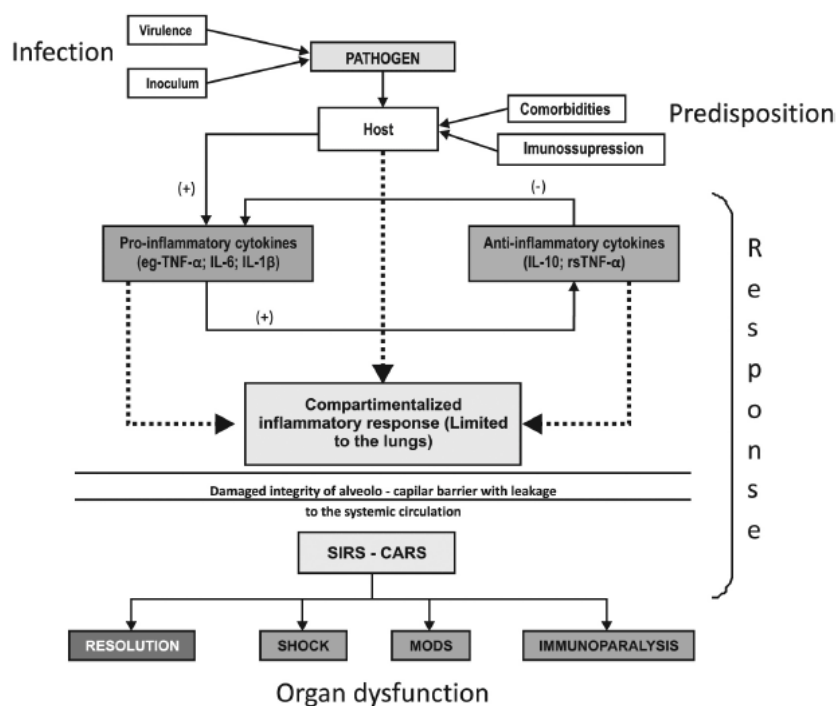 Infection
Virulence
Inoculum
PATHOGEN
Host
Comorbidities
Imunossupression
Predisposition
(+)
(-)
Pro-inflammatory cytokines
(eg-TNF-α; IL-6; IL-1β)
Anti-inflammatory cytokines
(IL-10; rsTNF-α)
(+)
Compartimentalized
inflammatory response (Limited
to the lungs)
Response
Damaged integrity of alveolo - capilar barrier with leakage
to the systemic circulation
SIRS - CARS
RESOLUTION
SHOCK
MODS
IMMUNOPARALYSIS
Organ dysfunction